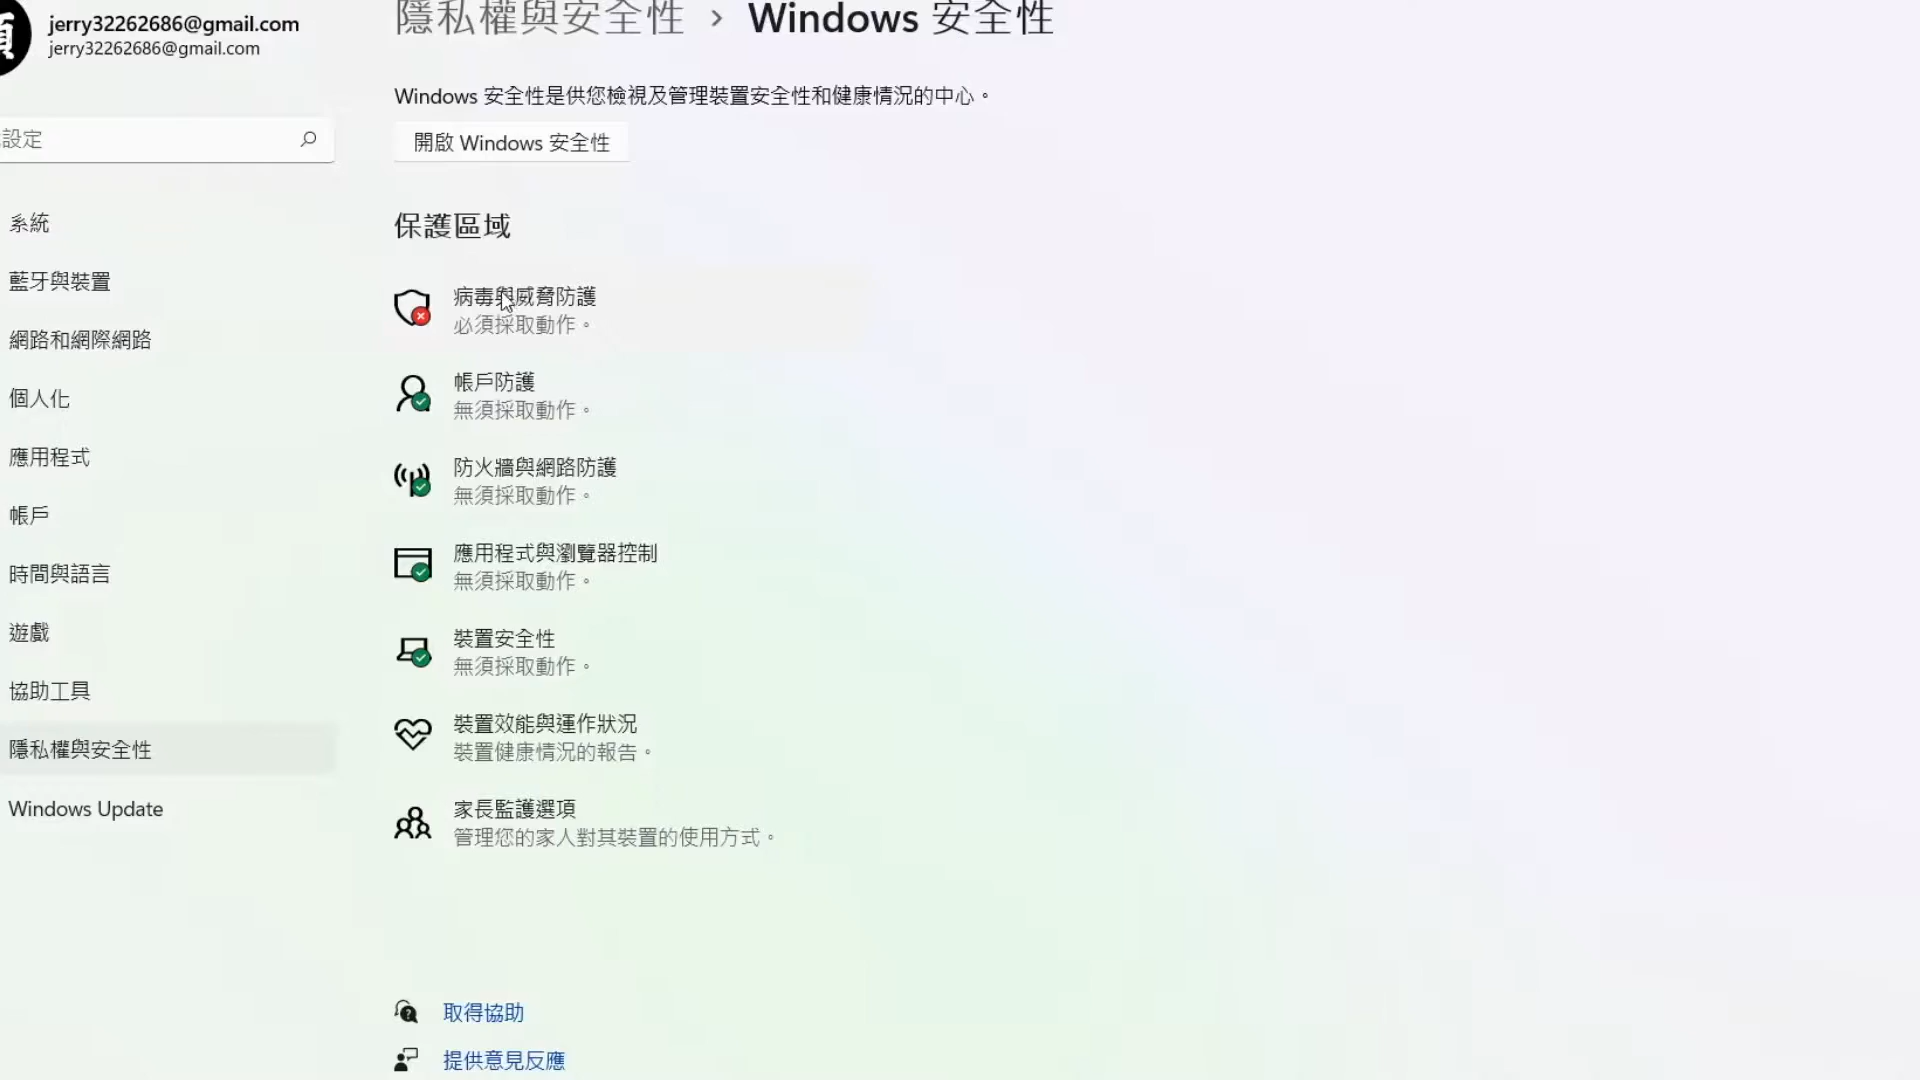 jerry32262686@gmail.com
jerry32262686@gmail.com
設定
系統
藍牙與裝置
網路和網際網路
個人化
應用程式
帳戶
時間與語言
遊戲
協助工具
隱私權與安全性
Windows Update
隱私權與安全性 › Windows 安全性
Windows 安全性是供您檢視及管理裝置安全性和健康情況的中心。
開啟 Windows 安全性
保護區域
病毒與威脅防護
必須採取動作。
帳戶防護
無須採取動作。
防火牆與網路防護
無須採取動作。
應用程式與瀏覽器控制
無須採取動作。
裝置安全性
無須採取動作。
裝置效能與運作狀況
裝置健康情況的報告。
家長監護選項
管理您的家人對其裝置的使用方式。
取得協助
提供意見反應